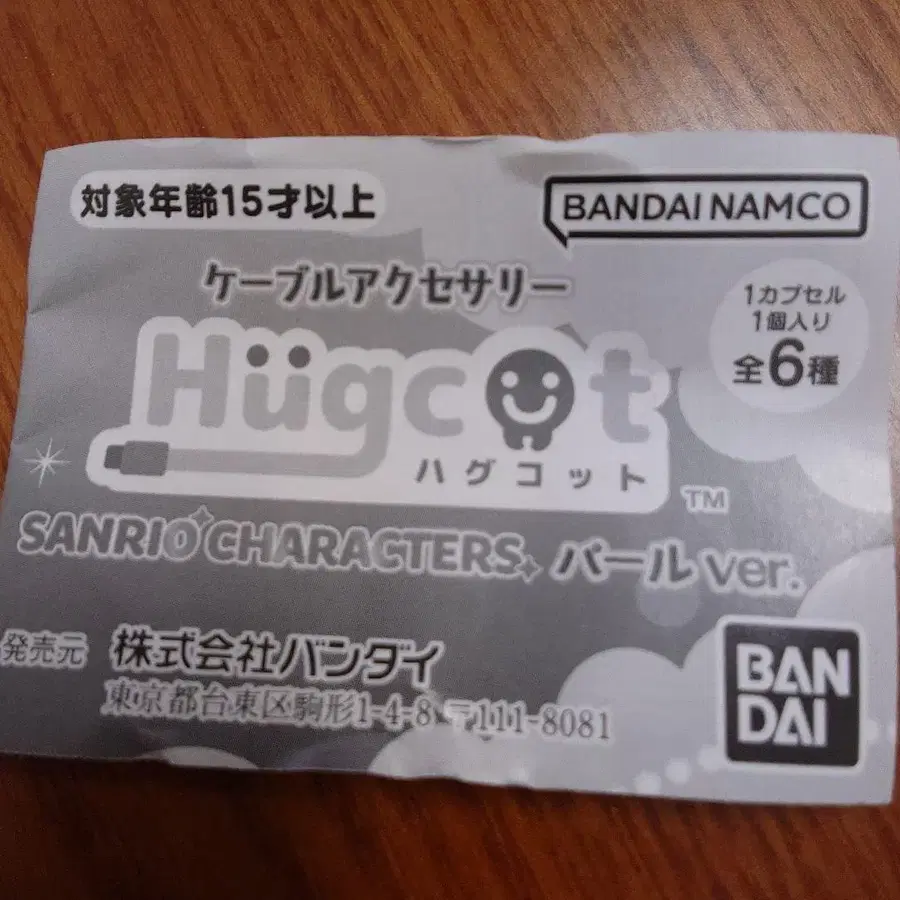 対象年齢15才以上
BANDAI NAMCO
ケーブルアクセサリー
1カプセル
1個入り
全6種
Hügcot
ハグコット
TM
SANRIO CHARACTERS パールver.
発売元 株式会社バンダイ
東京都台東区駒形1-4-8 〒111-8081
BAN
DAI